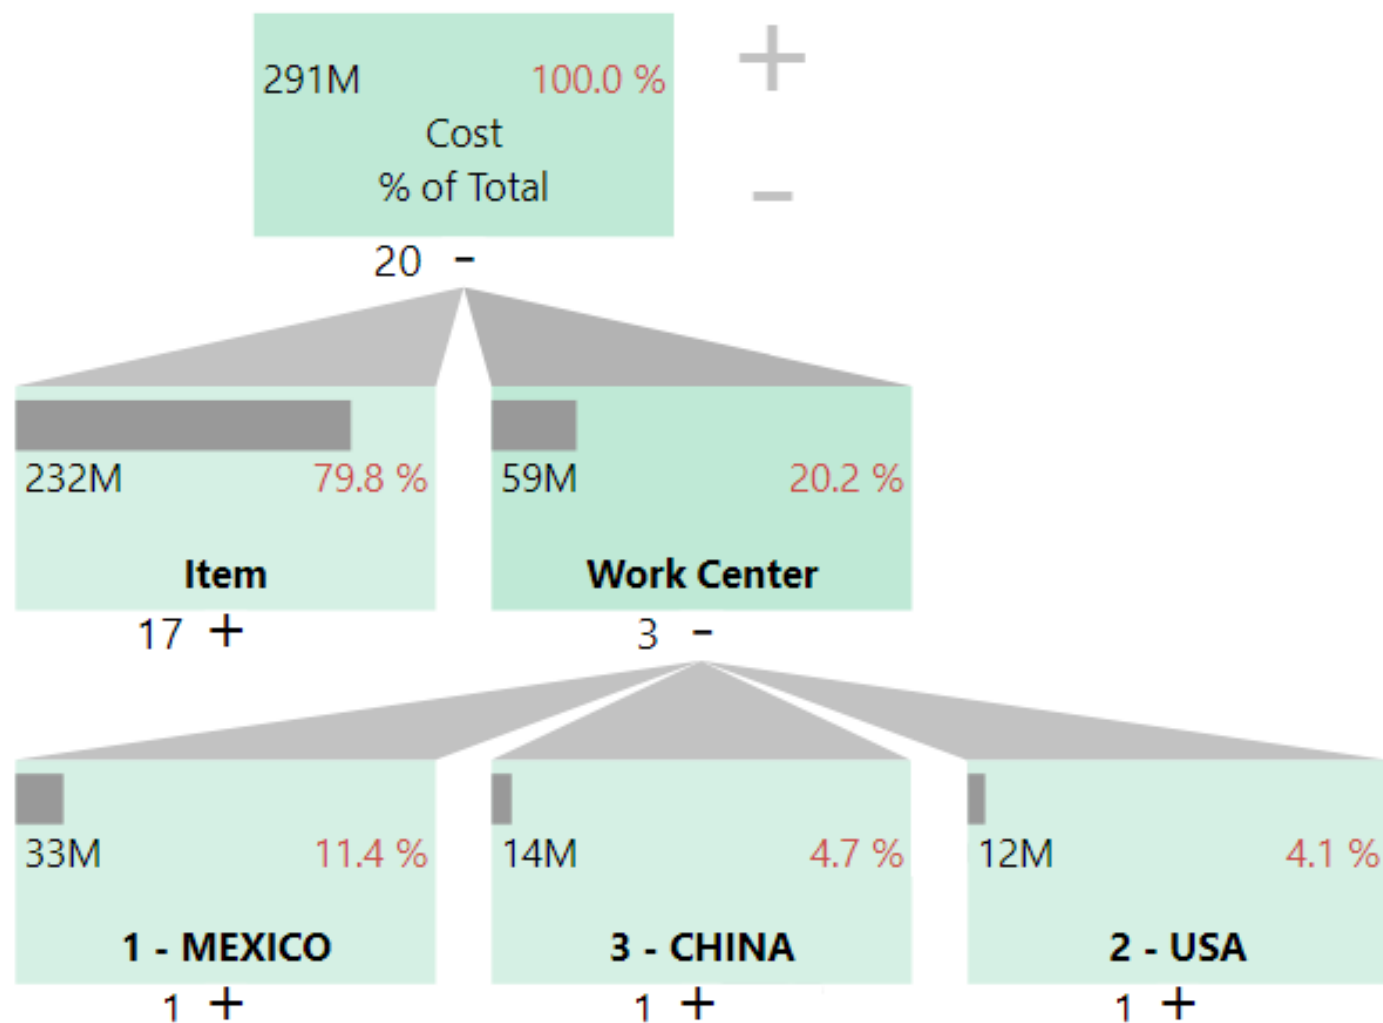 291M 100.0 %
Cost
% of Total
20 -
232M 79.8 %
Item
17 +
59M 20.2 %
Work Center
3 -
33M 11.4 %
1 - MEXICO
1 +
14M 4.7 %
3 - CHINA
1 +
12M 4.1 %
2 - USA
1 +
+
-